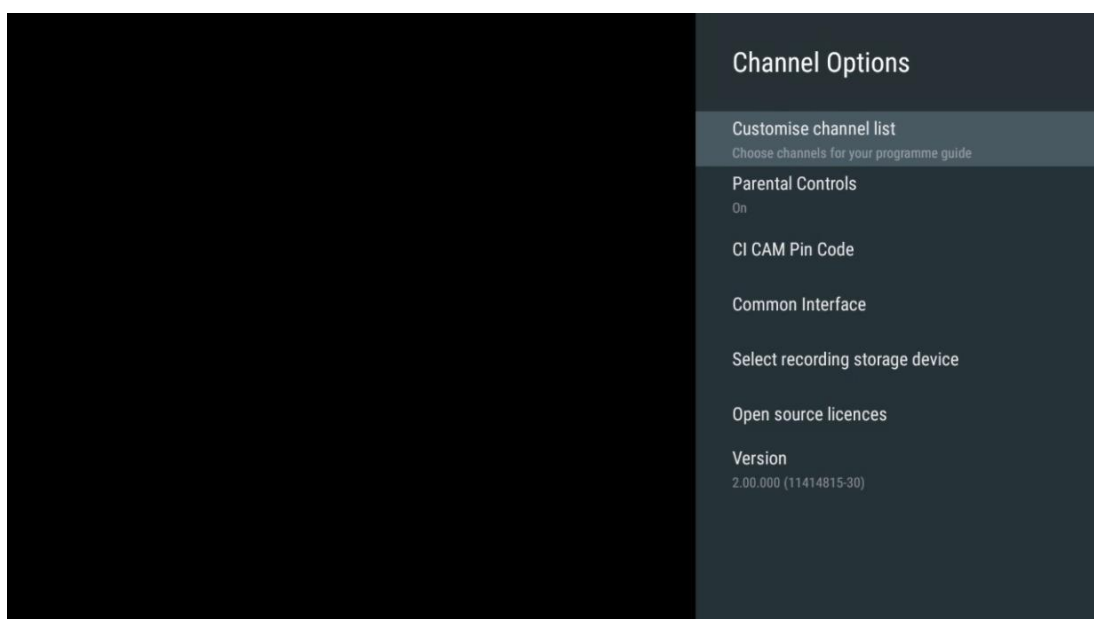 Channel Options
Customise channel list
Choose channels for your programme guide
Parental Controls
On
CI CAM Pin Code
Common Interface
Select recording storage device
Open source licences
Version
2.00.000 (11414815-30)